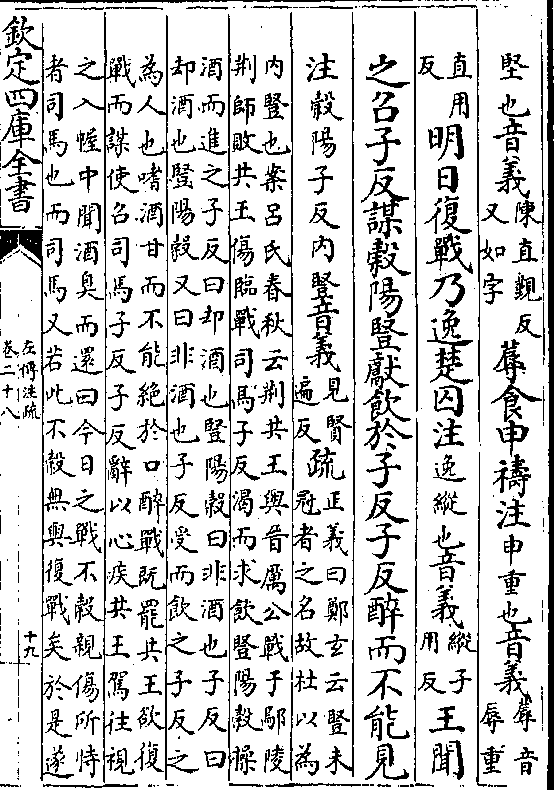 堅也音義陳直覲反
又如字蓐食申禱注申重也音義蓐音
辱重
直用
反明日復戰乃逸楚囚注逸縱也音義縱子
用反王聞
之召子反謀穀陽豎獻飲於子反子反醉而不能見
注穀陽子反內豎音義見賢
遍反疏正義曰鄭玄云豎未
冠者之名故杜以為
內豎也案呂氏春秋云荆共王與晉厲公戰于鄢陵
荆師敗共王傷臨戰司馬子反渴而求飲豎陽穀操
酒而進之子反曰却酒也豎陽穀曰非酒也子反曰
却酒也豎陽穀又曰非酒也子反受而飲之子反之
為人也嗜酒甘而不能絶於口醉戰既罷共王欲復
戰而謀使召司馬子反子反辭以心疾共王駕往視
之入幄中聞酒臭而還曰今日之戰不穀親傷所恃
者司馬也而司馬又若此不穀無與復戰矣於是遂
欽定四庫全書
左傳注疏
卷二十八
十九